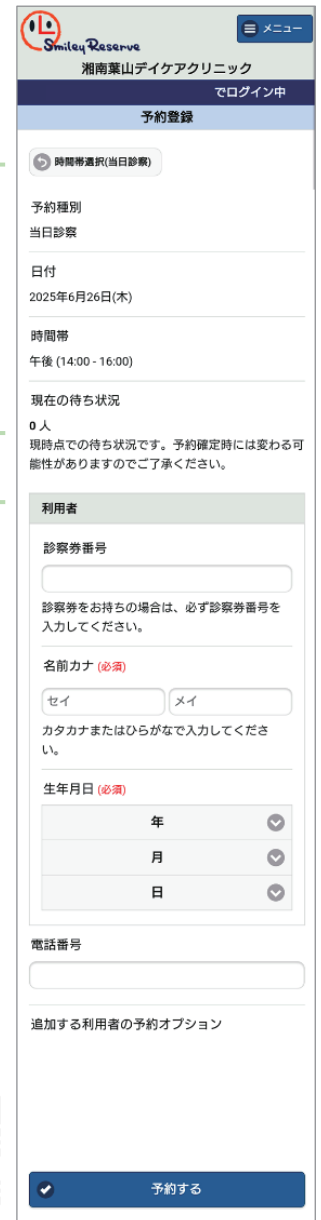 Smiley Reserve
メニュー
湘南葉山デイケアクリニック
でログイン中
予約登録
時間帯選択(当日診察)
予約種別
当日診察
日付
2025年6月26日(木)
時間帯
午後 (14:00 - 16:00)
現在の待ち状況
0 人
現時点での待ち状況です。予約確定時には変わる可
能性がありますのでご了承ください。
利用者
診察券番号
診察券をお持ちの場合は、必ず診察券番号を
入力してください。
名前カナ (必須)
セイ メイ
カタカナまたはひらがなで入力してくださ
い。
生年月日 (必須)
年
月
日
電話番号
追加する利用者の予約オプション
予約する